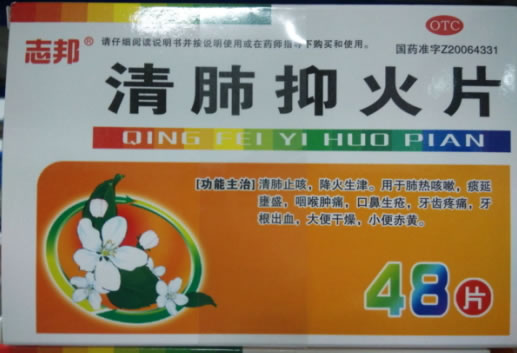 志邦®
请仔细阅读说明书并按说明使用或在药师指导下购买和使用。
OTC
国药准字Z20064331
清肺抑火片
QING FEI YI HUO PIAN
[功能主治]清肺止咳，降火生津。用于肺热咳嗽，痰延
壅盛，咽喉肿痛，口鼻生疮，牙齿疼痛，牙
根出血，大便干燥，小便赤黄。
48片